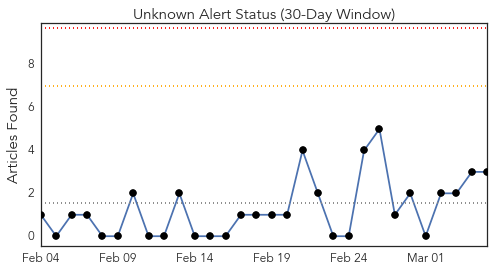 Unknown Alert Status (30-Day Window)
Articles Found
8
6
4
2
0
Feb 04 Feb 09 Feb 14 Feb 19 Feb 24 Mar 01